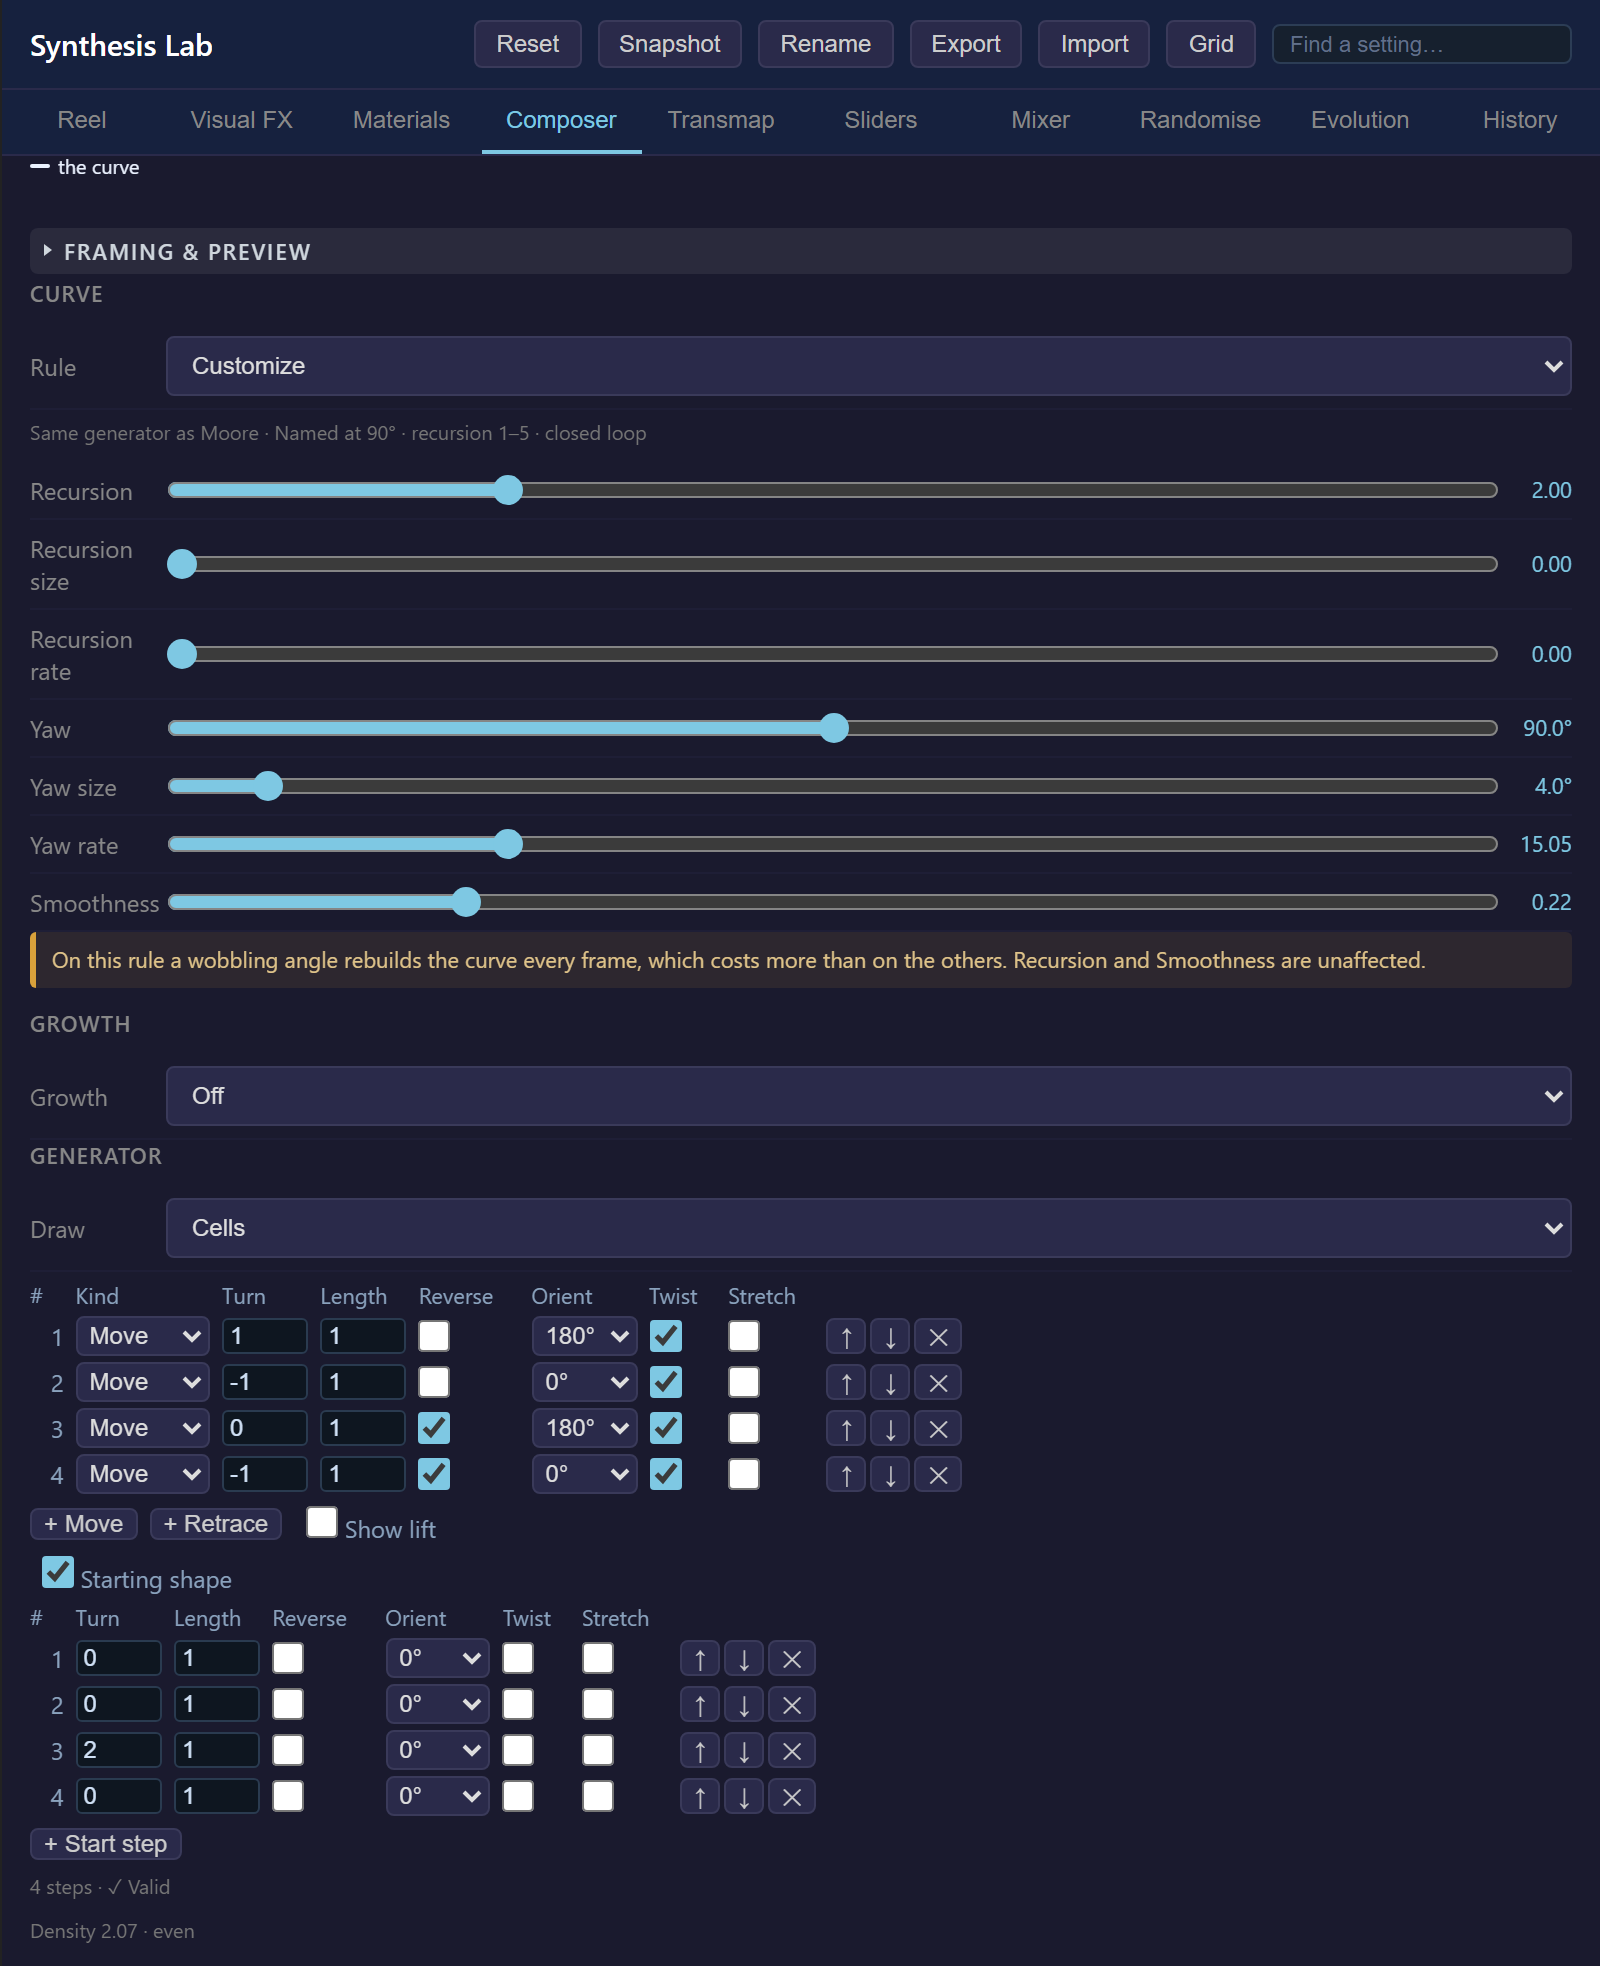 Synthesis Lab
Reset Snapshot Rename Export Import Grid Find a setting…
Reel Visual FX Materials Composer Transmap Sliders Mixer Randomise Evolution History
the curve
FRAMING & PREVIEW
CURVE
Rule Customize
Same generator as Moore · Named at 90° · recursion 1–5 · closed loop
Recursion 2.00
Recursion size 0.00
Recursion rate 0.00
Yaw 90.0°
Yaw size 4.0°
Yaw rate 15.05
Smoothness 0.22
On this rule a wobbling angle rebuilds the curve every frame, which costs more than on the others. Recursion and Smoothness are unaffected.
GROWTH
Growth Off
GENERATOR
Draw Cells
# Kind Turn Length Reverse Orient Twist Stretch
1 Move 1 1 180° ↑ ↓ ×
2 Move -1 1 0° ↑ ↓ ×
3 Move 0 1 180° ↑ ↓ ×
4 Move -1 1 0° ↑ ↓ ×
+ Move + Retrace Show lift
Starting shape
# Turn Length Reverse Orient Twist Stretch
1 0 1 0° ↑ ↓ ×
2 0 1 0° ↑ ↓ ×
3 2 1 0° ↑ ↓ ×
4 0 1 0° ↑ ↓ ×
+ Start step
4 steps · ✓ Valid
Density 2.07 · even